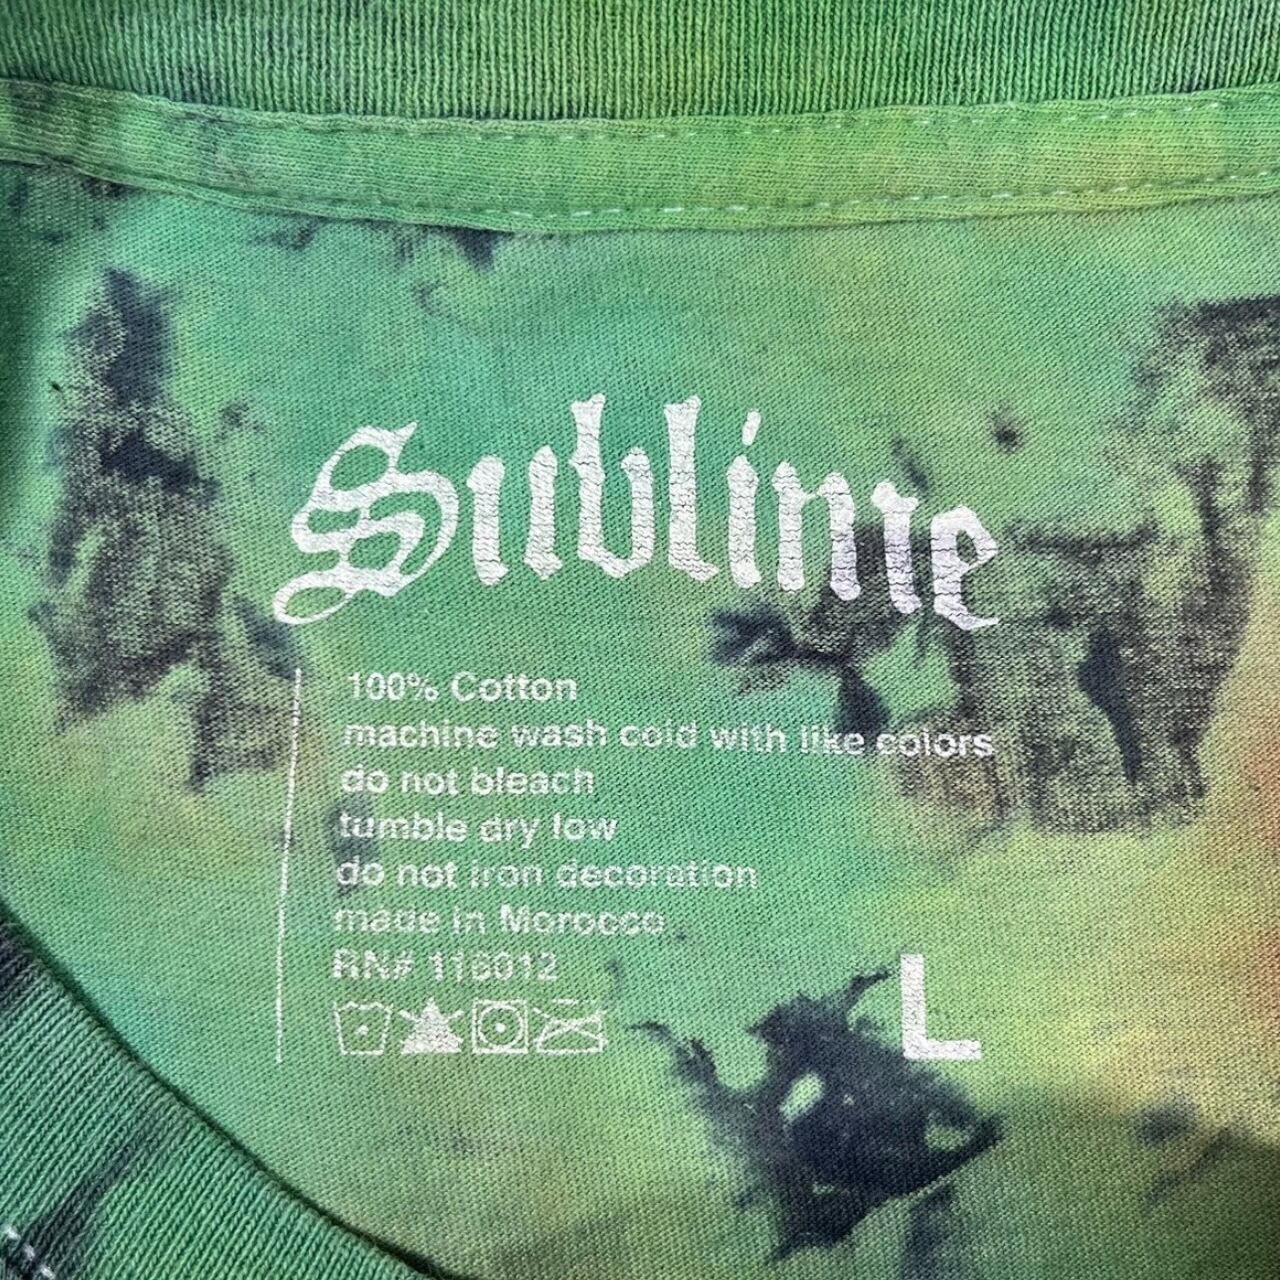 Sublime
100% Cotton
machine wash cold with like colors
do not bleach
tumble dry low
do not iron decoration
made in Morocco
RN# 116012
L